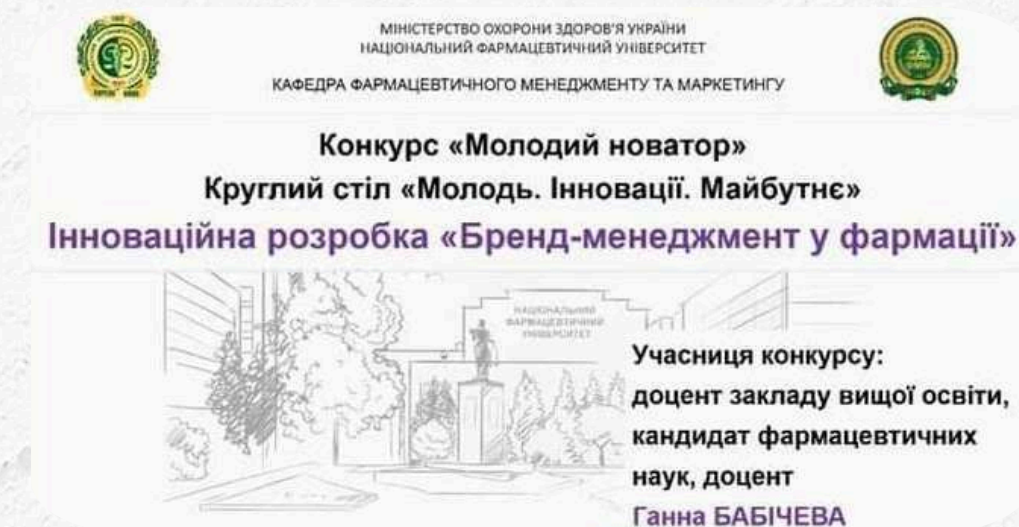 МІНІСТЕРСТВО ОХОРОНИ ЗДОРОВ'Я УКРАЇНИ
НАЦІОНАЛЬНИЙ ФАРМАЦЕВТИЧНИЙ УНІВЕРСИТЕТ
КАФЕДРА ФАРМАЦЕВТИЧНОГО МЕНЕДЖМЕНТУ ТА МАРКЕТИНГУ
Конкурс «Молодий новатор»
Круглий стіл «Молодь. Інновації. Майбутнє»
Інноваційна розробка «Бренд-менеджмент у фармації»
НАЦІОНАЛЬНИЙ
ФАРМАЦЕВТИЧНИЙ
УНІВЕРСИТЕТ
Учасниця конкурсу:
доцент закладу вищої освіти,
кандидат фармацевтичних
наук, доцент
Ганна БАБІЧЕВА